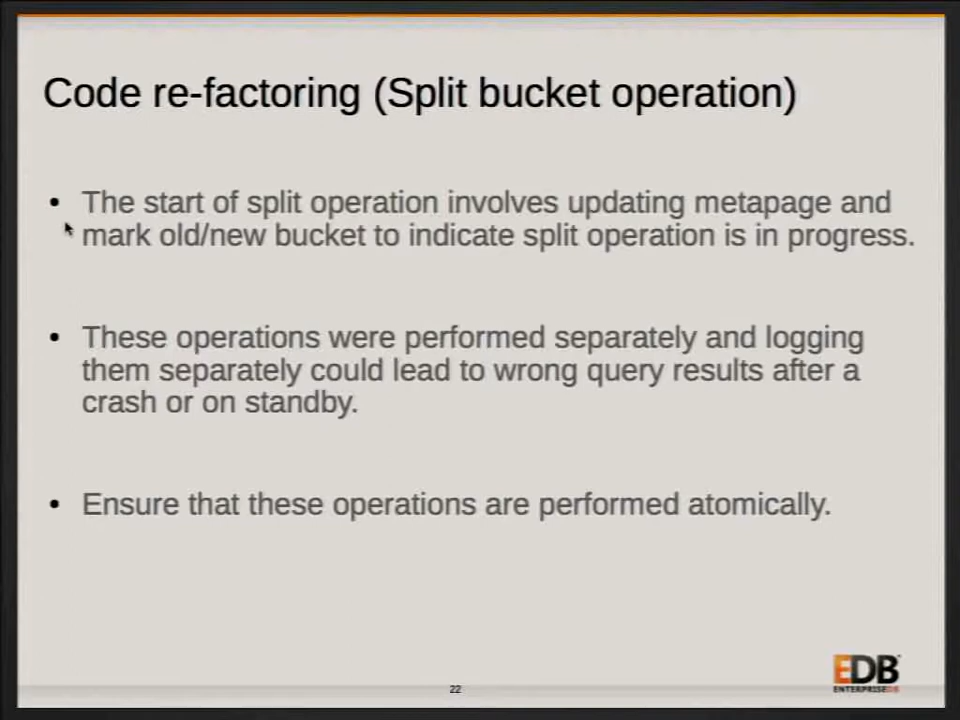 Code re-factoring (Split bucket operation)
• The start of split operation involves updating metapage and
mark old/new bucket to indicate split operation is in progress.
• These operations were performed separately and logging
them separately could lead to wrong query results after a
crash or on standby.
• Ensure that these operations are performed atomically.
22
EDB
ENTERPRISEDB